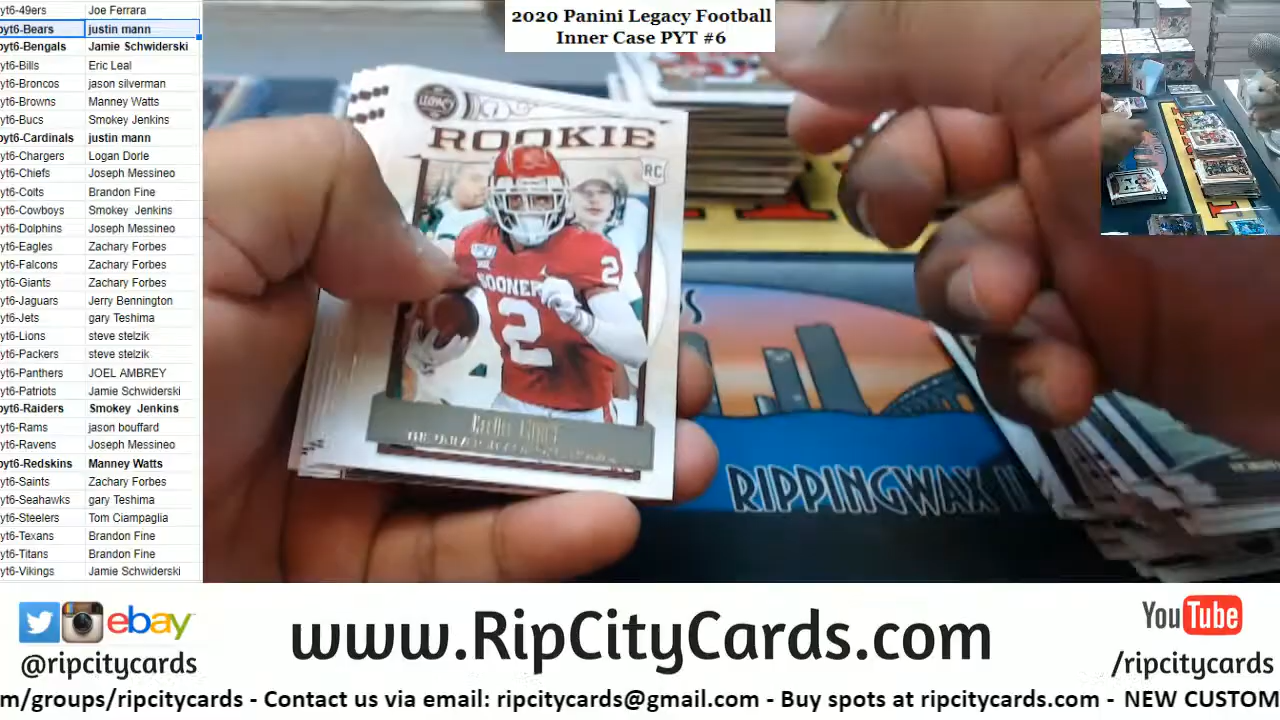 yt6-49ers Joe Ferrara
pyt6-Bears justin mann
pyt6-Bengals Jamie Schwiderski
yt6-Bills Eric Leal
yt6-Broncos jason silverman
yt6-Browns Manney Watts
yt6-Bucs Smokey Jenkins
pyt6-Cardinals justin mann
yt6-Chargers Logan Dorle
yt6-Chiefs Joseph Messineo
yt6-Colts Brandon Fine
yt6-Cowboys Smokey Jenkins
yt6-Dolphins Joseph Messineo
yt6-Eagles Zachary Forbes
yt6-Falcons Zachary Forbes
yt6-Giants Zachary Forbes
yt6-Jaguars Jerry Bennington
yt6-Jets gary Teshima
yt6-Lions steve stelzik
yt6-Packers steve stelzik
yt6-Panthers JOEL AMBREY
yt6-Patriots Jamie Schwiderski
pyt6-Raiders Smokey Jenkins
yt6-Rams jason bouffard
yt6-Ravens Joseph Messineo
pyt6-Redskins Manney Watts
yt6-Saints Zachary Forbes
yt6-Seahawks gary Teshima
yt6-Steelers Tom Ciampaglia
yt6-Texans Brandon Fine
yt6-Titans Brandon Fine
yt6-Vikings Jamie Schwiderski
2020 Panini Legacy Football
Inner Case PYT #6
LEGACY
ROOKIE
RC
2
SOONERS
2
RIPPINGWAX
ebay
@ripcitycards
www.RipCityCards.com
YouTube
/ripcitycards
m/groups/ripcitycards - Contact us via email: ripcitycards@gmail.com - Buy spots at ripcitycards.com - NEW CUSTOM